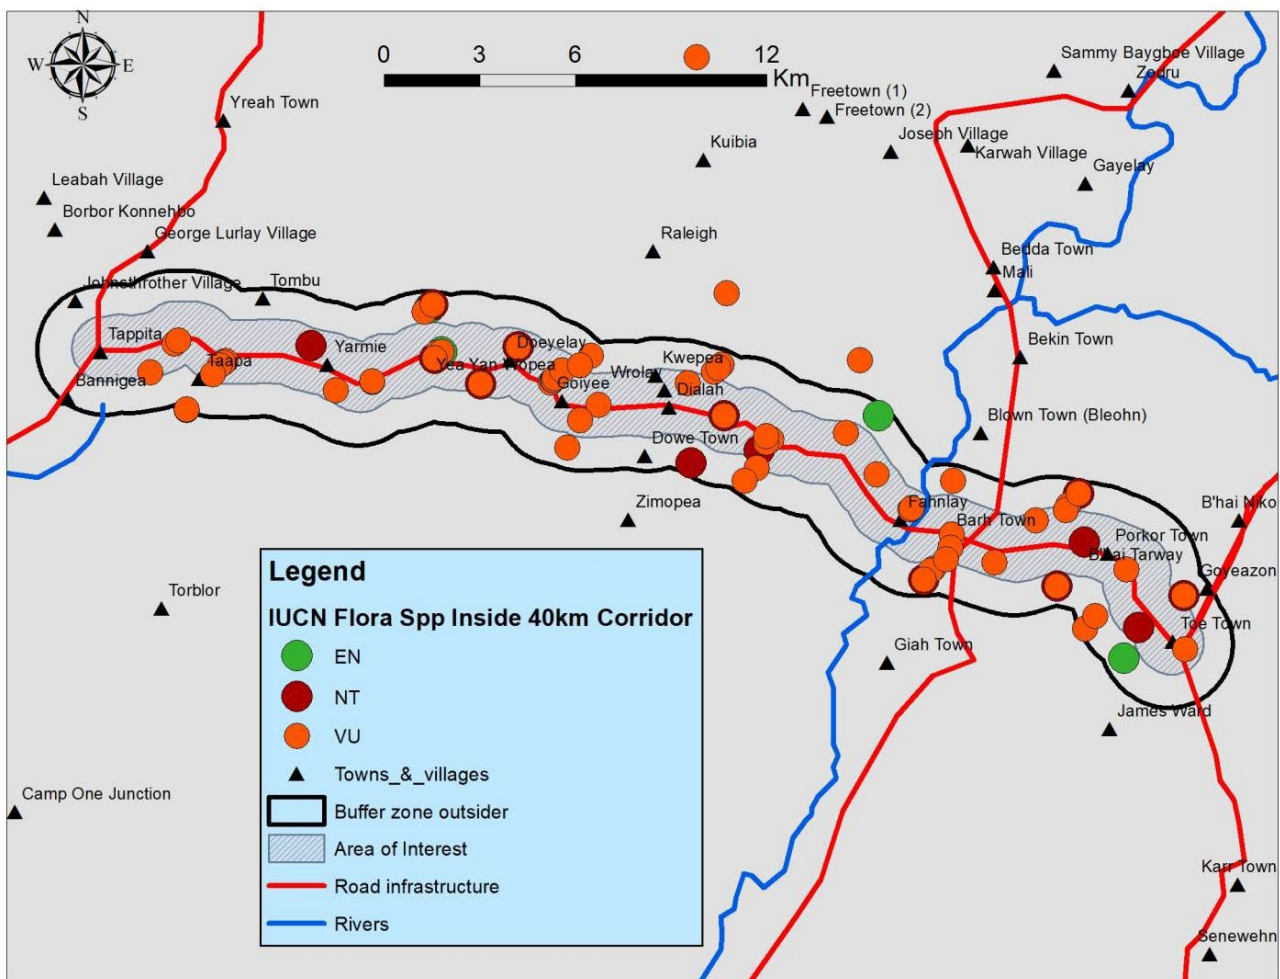 N
W E
S
0 3 6 12
Km
Sammy Baygboe Village
Zodru
Freetown (1)
Freetown (2)
Yreah Town
Kuibia
Joseph Village
Karwah Village
Gayelay
Leabah Village
Borbor Konnehbo
George Lurlay Village
Raleigh
Bedda Town
Mali
Johnsthrother Village
Tombu
Tappita
Yarmie
Doeyelay
Bekin Town
Bannigea
Taapa
Yea Yan Wopea
Kwepea
Wrolay
Goiyee
Dialah
Blown Town (Bleohn)
Dowe Town
Zimopea
Fahnlay
Barh Town
B'hai Niko
Porkor Town
B'hai Tarway
Goyeazon
Torblor
Toe Town
Giah Town
James Ward
Camp One Junction
Karr Town
Senewehn
Legend
IUCN Flora Spp Inside 40km Corridor
EN
NT
VU
Towns_&_villages
Buffer zone outsider
Area of Interest
Road infrastructure
Rivers